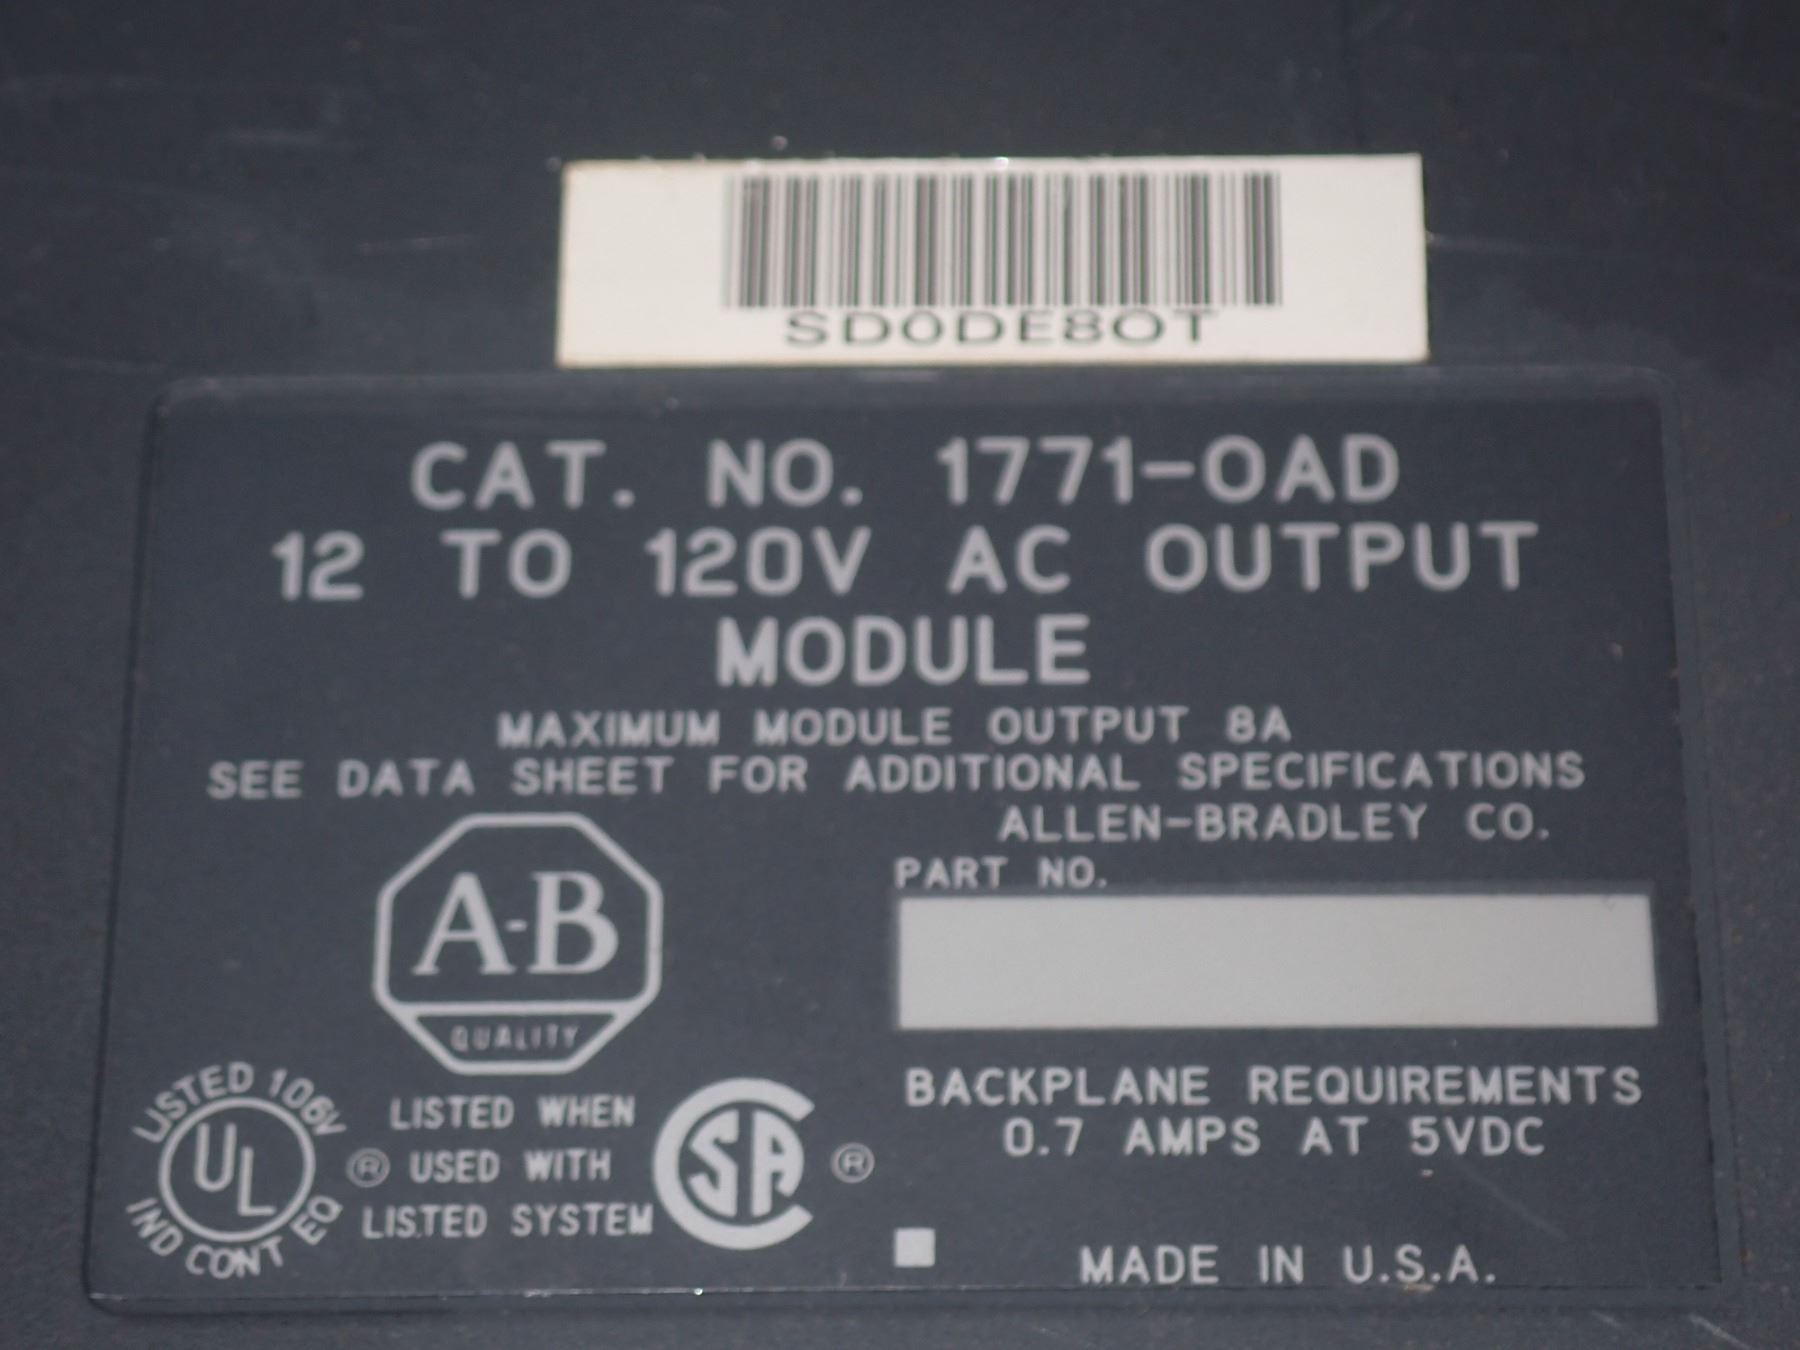 SD0DE8OT
CAT. NO. 1771-OAD
12 TO 120V AC OUTPUT
MODULE
MAXIMUM MODULE OUTPUT 8A
SEE DATA SHEET FOR ADDITIONAL SPECIFICATIONS
ALLEN-BRADLEY CO.
PART NO.
A-B
QUALITY
BACKPLANE REQUIREMENTS
0.7 AMPS AT 5VDC
LISTED 106V
UL
IND CONT EQ
®
LISTED WHEN
USED WITH
LISTED SYSTEM
CSA
®
MADE IN U.S.A.